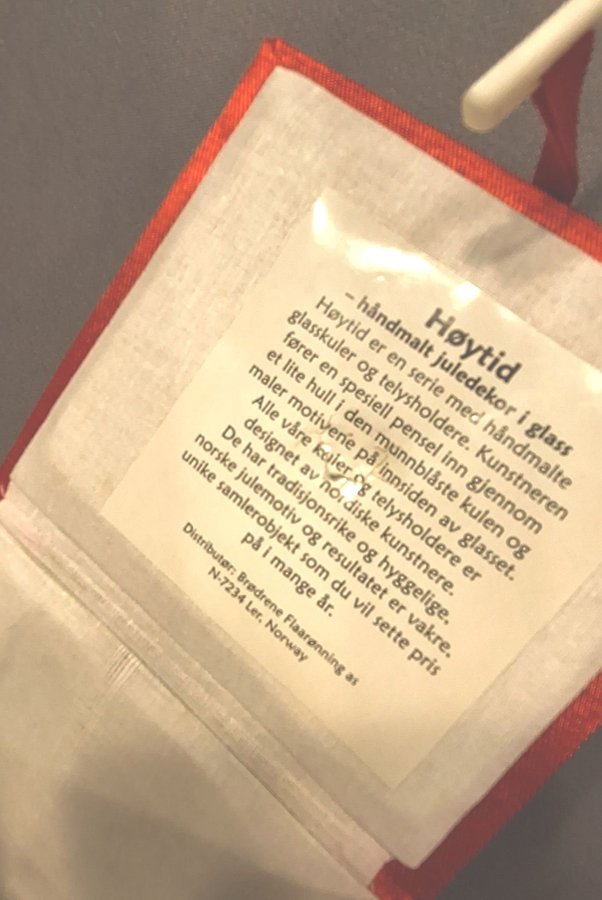 Høytid
– håndmalt juledekor i glass
Høytid er en serie med håndmalte
glasskuler og telysholdere. Kunstneren
fører en spesiell pensel inn gjennom
et lite hull i den munnblåste kulen og
maler motivene på innsiden av glasset.
Alle våre kuler og telysholdere er
designet av nordiske kunstnere.
De har tradisjonsrike og hyggelige,
norske julemotiv og resultatet er vakre,
unike samlerobjekt som du vil sette pris
på i mange år.
Distributør: Brødrene Flaarønning as
N-7234 Ler, Norway